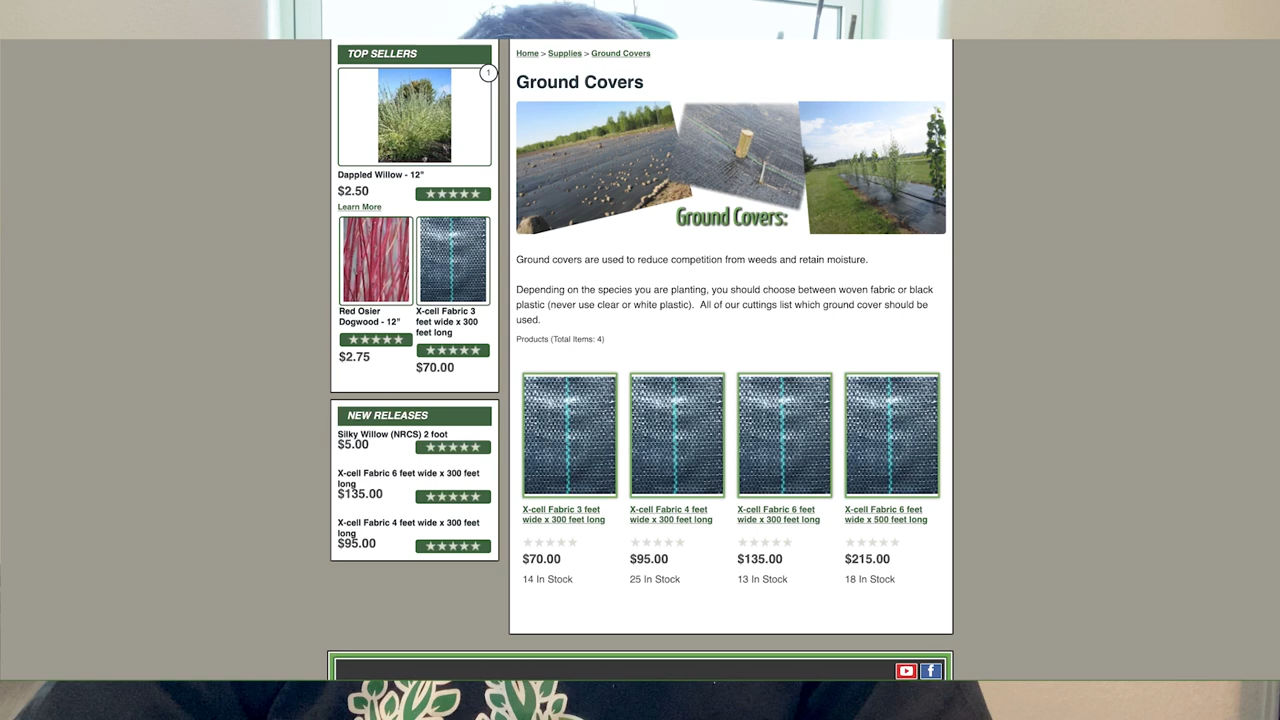 TOP SELLERS
1
Dappled Willow - 12"
$2.50
Learn More
Red Osier
Dogwood - 12"
$2.75
X-cell Fabric 3
feet wide x 300
feet long
$70.00
NEW RELEASES
Silky Willow (NRCS) 2 foot
$5.00
X-cell Fabric 6 feet wide x 300 feet
long
$135.00
X-cell Fabric 4 feet wide x 300 feet
long
$95.00
Home > Supplies > Ground Covers
Ground Covers
Ground Covers:
Ground covers are used to reduce competition from weeds and retain moisture.
Depending on the species you are planting, you should choose between woven fabric or black
plastic (never use clear or white plastic). All of our cuttings list which ground cover should be
used.
Products (Total Items: 4)
X-cell Fabric 3 feet
wide x 300 feet long
$70.00
14 In Stock
X-cell Fabric 4 feet
wide x 300 feet long
$95.00
25 In Stock
X-cell Fabric 6 feet
wide x 300 feet long
$135.00
13 In Stock
X-cell Fabric 6 feet
wide x 500 feet long
$215.00
18 In Stock
f